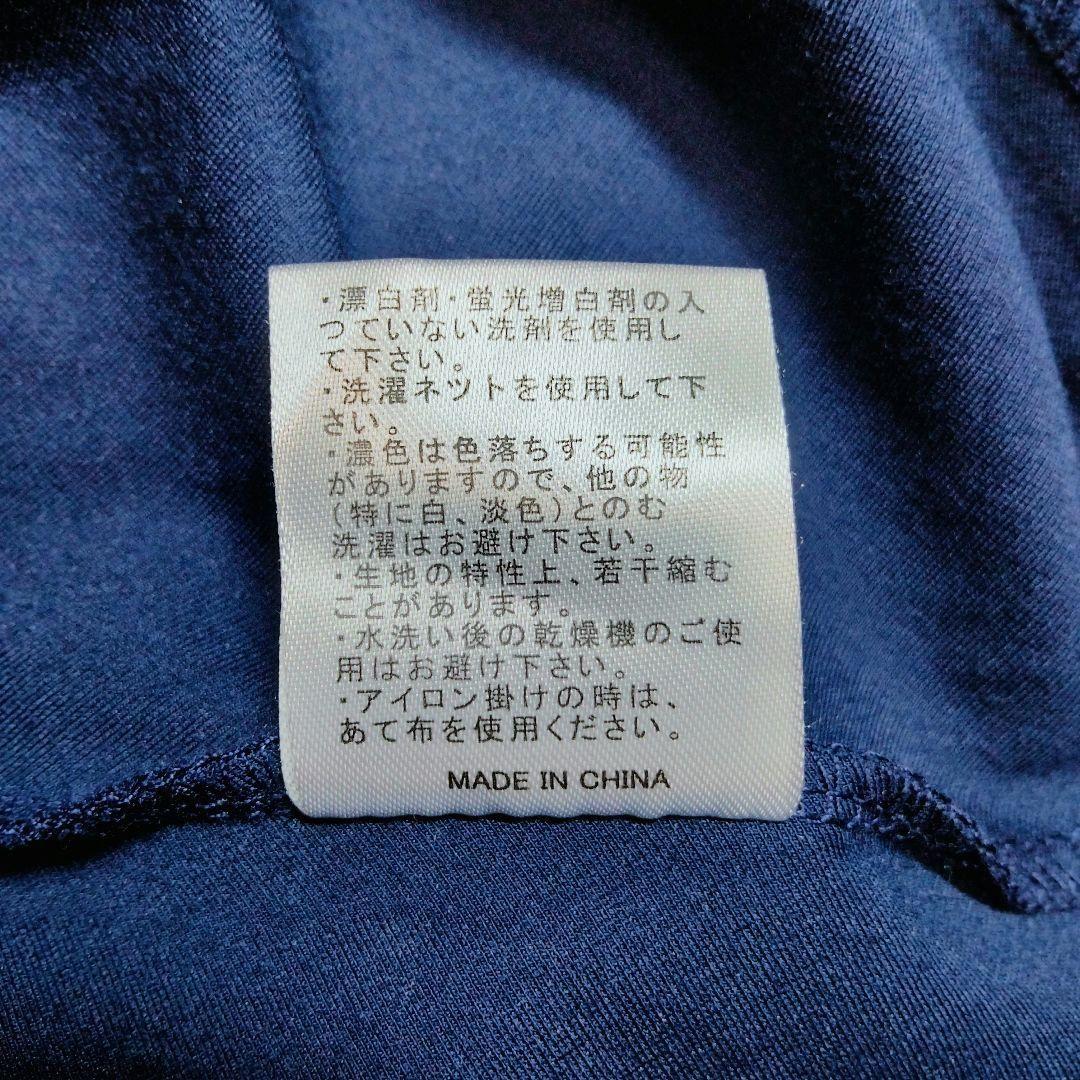 ・漂白剤・蛍光増白剤の入
つていない洗剤を使用し
て下さい。
・洗濯ネツトを使用して下
さい。
・濃色は色落ちする可能性
がありますので、他の物
(特に白、淡色)とのむ
洗濯はお避け下さい。
・生地の特性上、若干縮む
ことがあります。
・水洗い後の乾燥機のご使
用はお避け下さい。
・アイロン掛けの時は、
あて布を使用ください。
MADE IN CHINA